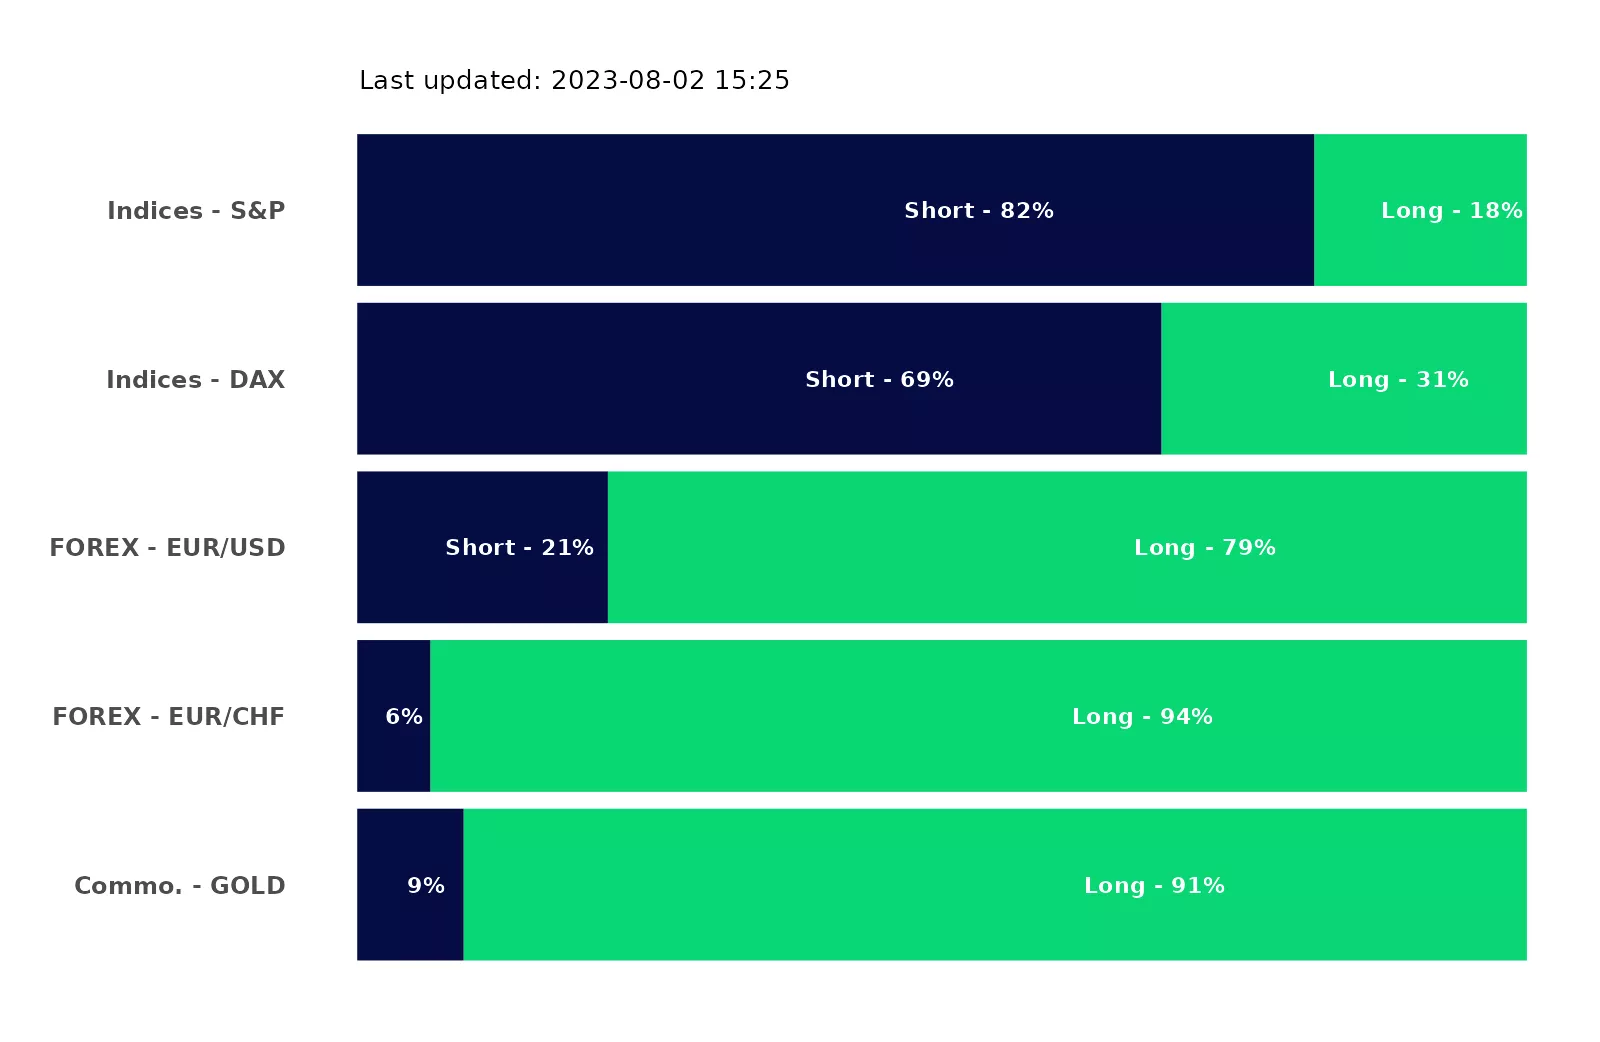 Last updated: 2023-08-02 15:25
Indices - S&P Short - 82% Long - 18%
Indices - DAX Short - 69% Long - 31%
FOREX - EUR/USD Short - 21% Long - 79%
FOREX - EUR/CHF 6% Long - 94%
Commo. - GOLD 9% Long - 91%